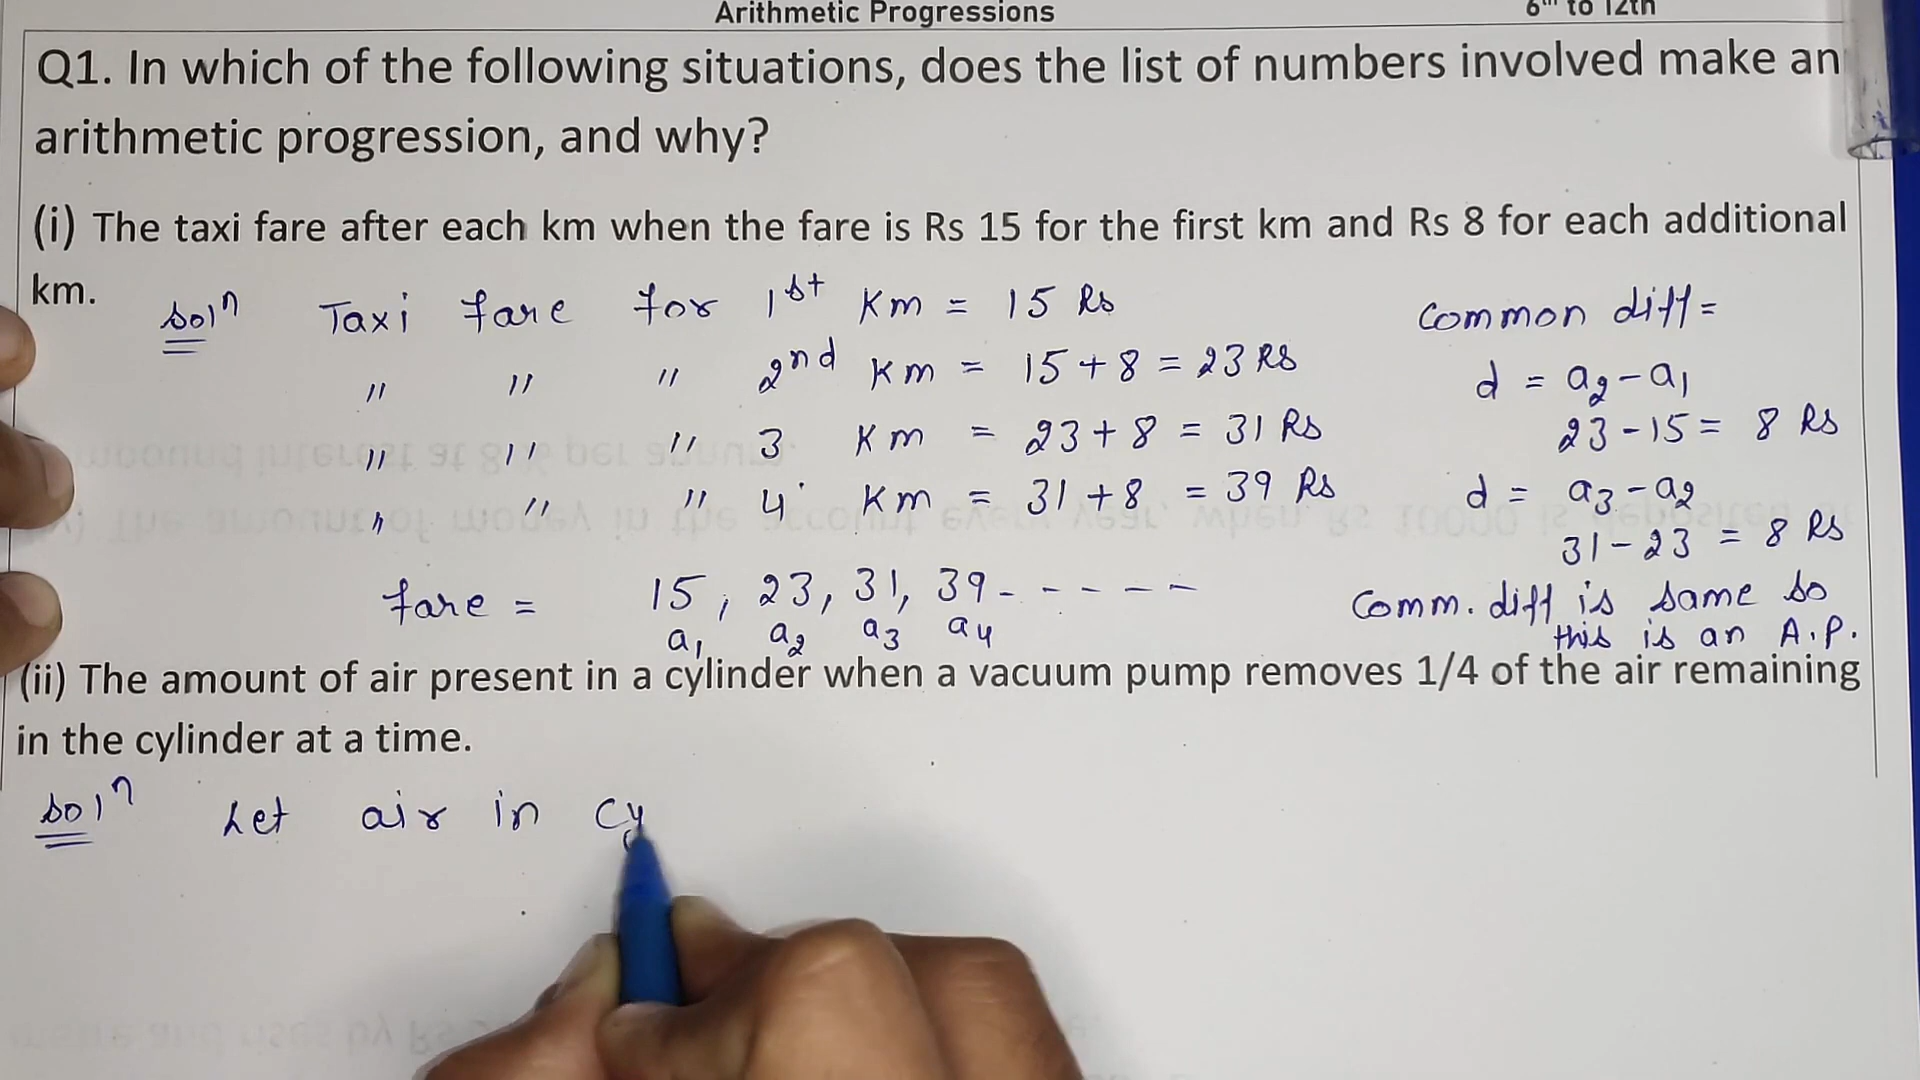 Arithmetic Progressions 6th to 12th
Q1. In which of the following situations, does the list of numbers involved make an
arithmetic progression, and why?
(i) The taxi fare after each km when the fare is Rs 15 for the first km and Rs 8 for each additional
km.
Solⁿ Taxi fare for 1st Km = 15 Rs
" " " 2nd Km = 15 + 8 = 23 Rs
" " " 3 Km = 23 + 8 = 31 Rs
" " " 4 Km = 31 + 8 = 39 Rs
fare = 15, 23, 31, 39 - - - - -
a1 a2 a3 a4
Common diff =
d = a2 - a1
23 - 15 = 8 Rs
d = a3 - a2
31 - 23 = 8 Rs
Comm. diff is same so
this is an A.P.
(ii) The amount of air present in a cylinder when a vacuum pump removes 1/4 of the air remaining
in the cylinder at a time.
Solⁿ Let air in Cy